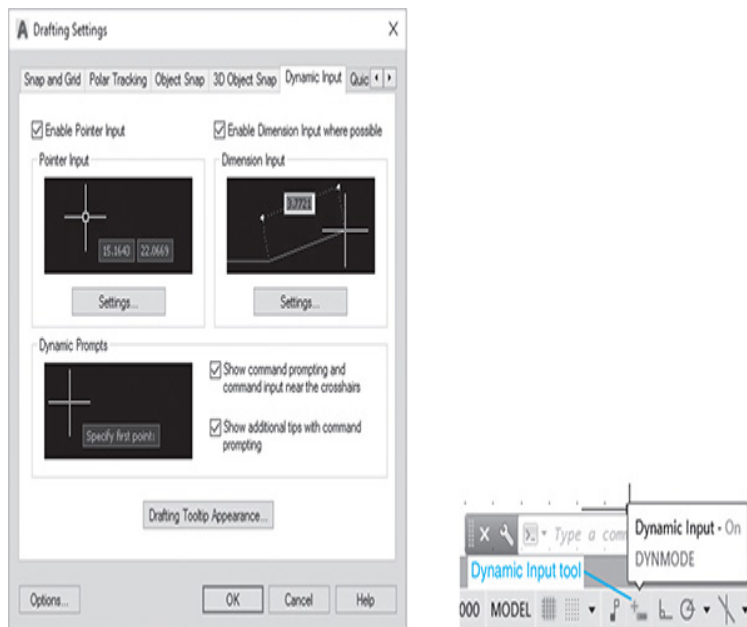 Drafting Settings
Snap and Grid Polar Tracking Object Snap 3D Object Snap Dynamic Input Quic
Enable Pointer Input
Enable Dimension Input where possible
Pointer Input
Dimension Input
3.7721
15.1643 22.0669
Settings...
Settings...
Dynamic Prompts
Show command prompting and
command input near the crosshairs
Specify first point:
Show additional tips with command
prompting
Drafting Tooltip Appearance...
Options...
OK Cancel Help
Type a com
Dynamic Input - On
DYNMODE
Dynamic Input tool
000 MODEL